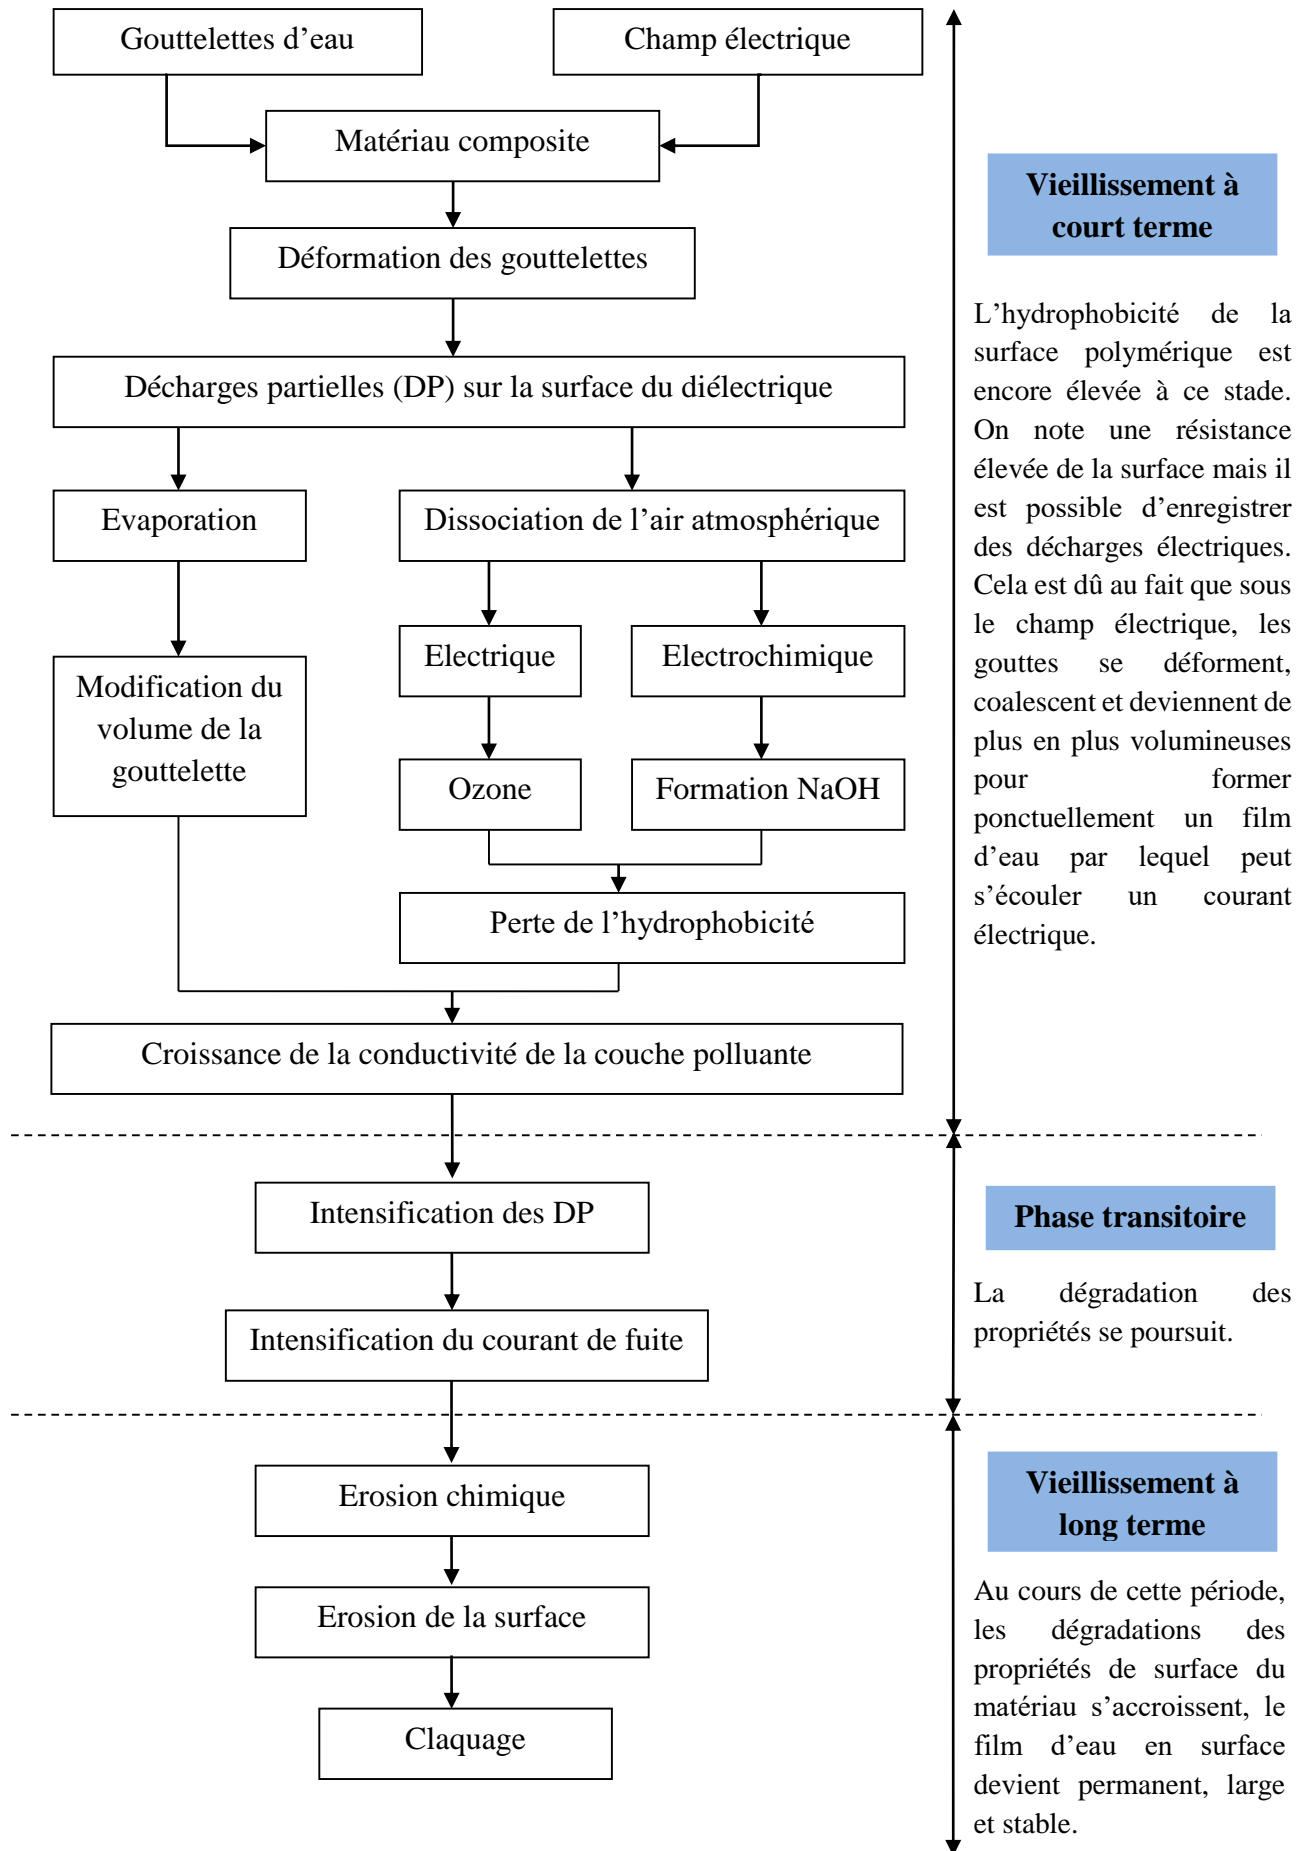 Gouttelettes d’eau
Champ électrique
Matériau composite
Déformation des gouttelettes
Décharges partielles (DP) sur la surface du diélectrique
Evaporation
Dissociation de l’air atmosphérique
Electrique
Electrochimique
Modification du
volume de la
gouttelette
Ozone
Formation NaOH
Perte de l’hydrophobicité
Croissance de la conductivité de la couche polluante
Vieillissement à
court terme
L’hydrophobicité de la
surface polymérique est
encore élevée à ce stade.
On note une résistance
élevée de la surface mais il
est possible d’enregistrer
des décharges électriques.
Cela est dû au fait que sous
le champ électrique, les
gouttes se déforment,
coalescent et deviennent de
plus en plus volumineuses
pour former
ponctuellement un film
d’eau par lequel peut
s’écouler un courant
électrique.
Intensification des DP
Intensification du courant de fuite
Phase transitoire
La dégradation des
propriétés se poursuit.
Erosion chimique
Erosion de la surface
Claquage
Vieillissement à
long terme
Au cours de cette période,
les dégradations des
propriétés de surface du
matériau s’accroissent, le
film d’eau en surface
devient permanent, large
et stable.